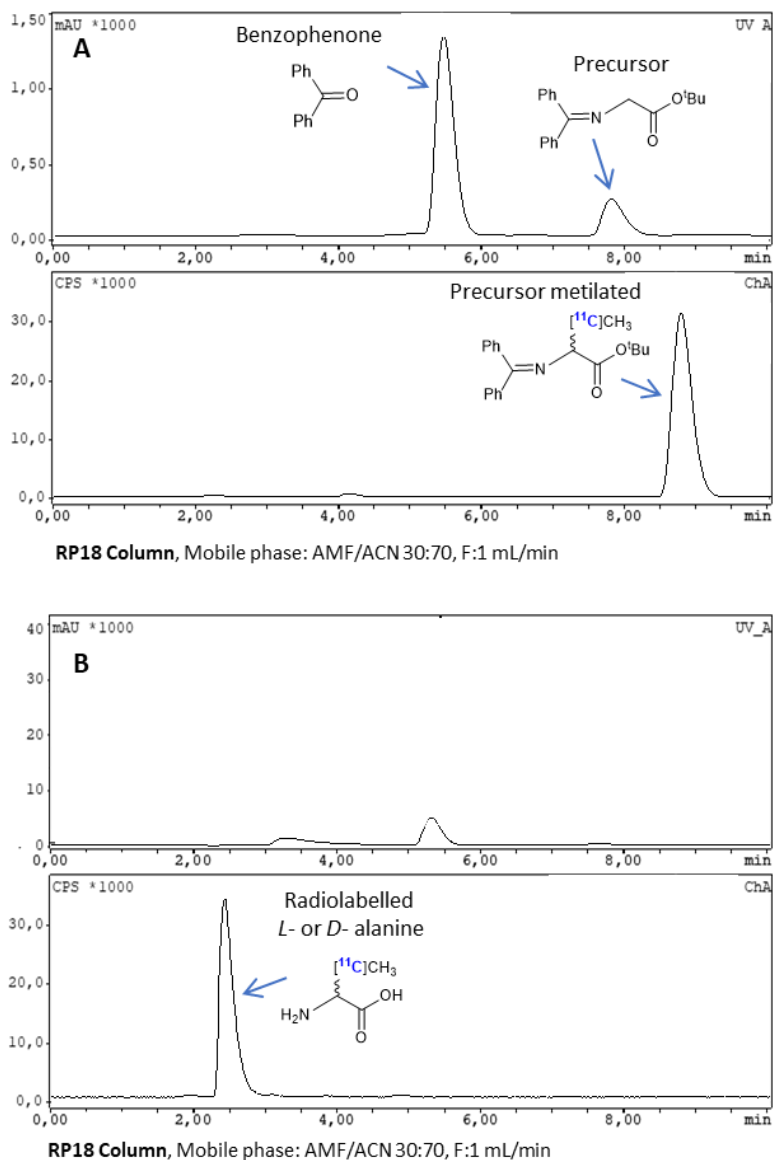 1,50
mAU *1000
UV A
A
Benzophenone
Precursor
Ph
O
Ph
Ph
N
OᵗBu
Ph
O
1,00
0,50
0,00
0,00 2,00 4,00 6,00 8,00 min
CPS *1000
ChA
Precursor metilated
[¹¹C]CH₃
Ph
N
OᵗBu
Ph
O
30,0
20,0
10,0
0,0
0,00 2,00 4,00 6,00 8,00 min
RP18 Column, Mobile phase: AMF/ACN 30:70, F:1 mL/min
40
mAU *1000
UV_A
B
30
20
10
0
0,00 2,00 4,00 6,00 8,00 min
CPS *1000
ChA
Radiolabelled
L- or D- alanine
[¹¹C]CH₃
OH
H₂N
O
30,0
20,0
10,0
0,0
0,00 2,00 4,00 6,00 8,00 min
RP18 Column, Mobile phase: AMF/ACN 30:70, F:1 mL/min